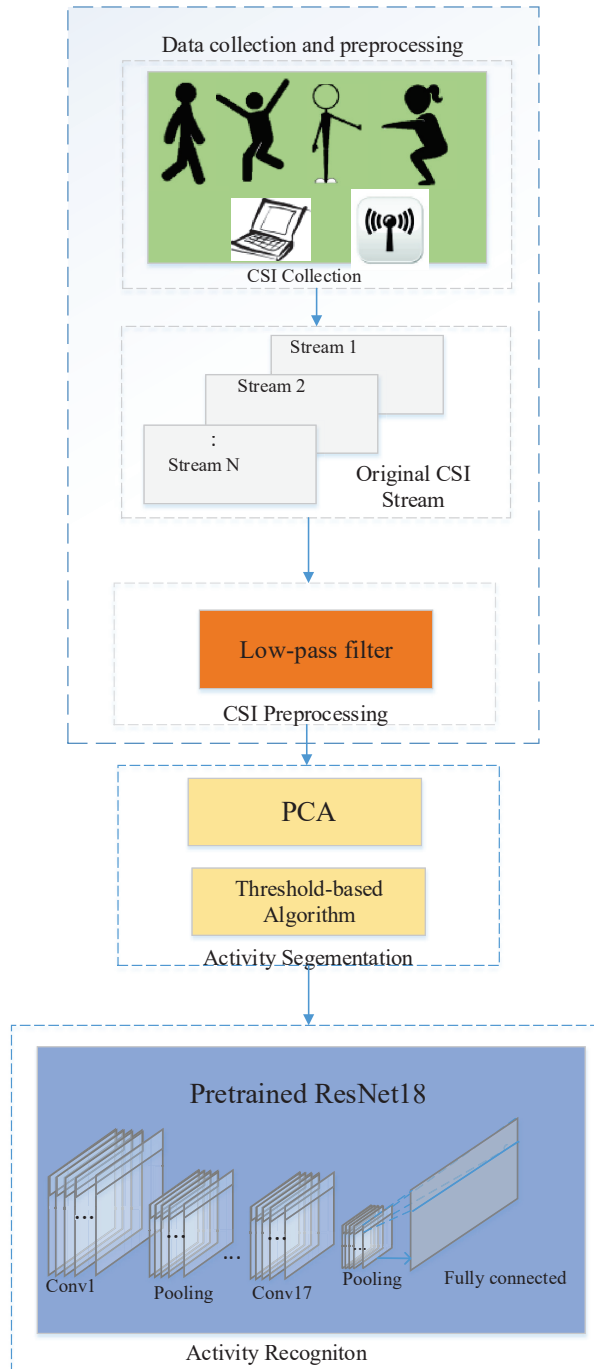 Data collection and preprocessing
CSI Collection
Stream 1
Stream 2
:
Stream N
Original CSI
Stream
Low-pass filter
CSI Preprocessing
PCA
Threshold-based
Algorithm
Activity Segementation
Pretrained ResNet18
...
...
...
...
...
Conv1
Pooling
Conv17
Pooling
Fully connected
Activity Recogniton